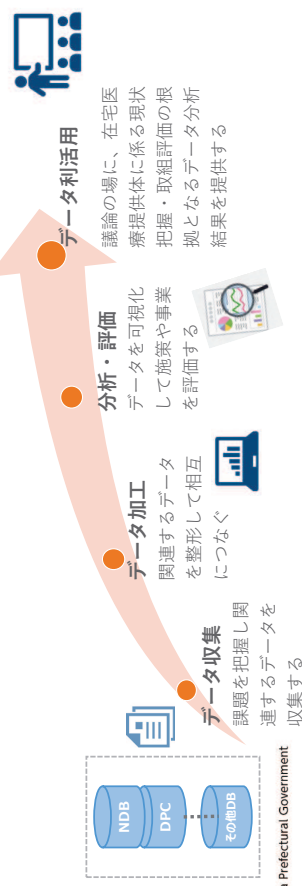 NDB
DPC
その他DB
データ収集
課題を把握し関
連するデータを
収集する
データ加工
関連するデータ
を整形して相互
につなぐ
分析・評価
データを可視化
して施策や事業
を評価する
データ利活用
議論の場に、在宅医
療提供体に係る現状
把握・取組評価の根
拠となるデータ分析
結果を提供する
Prefectural Government